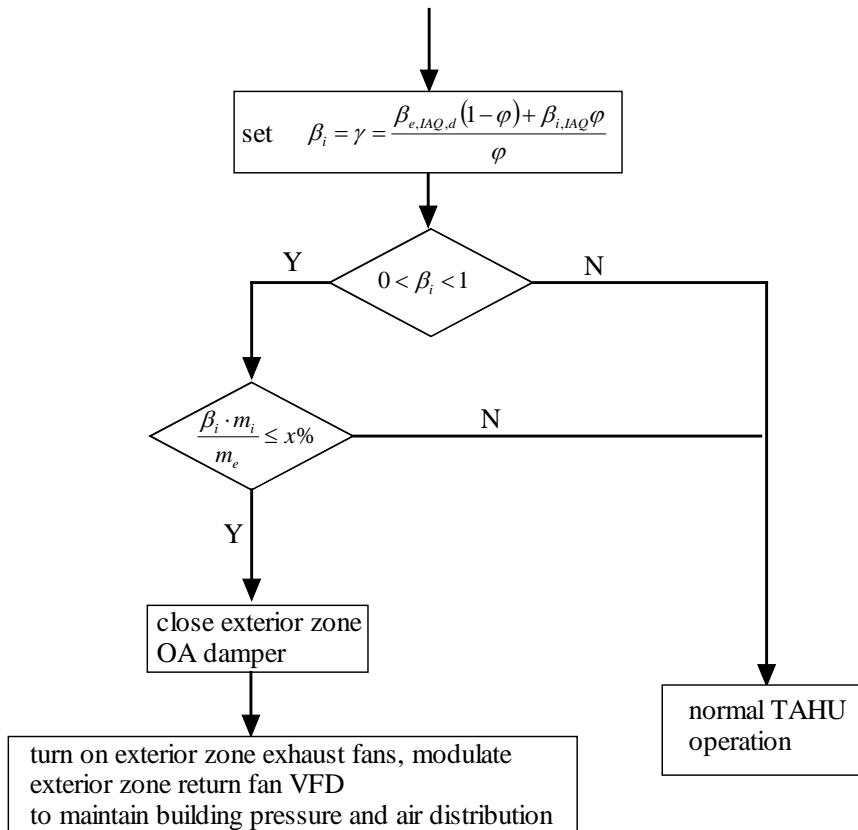 set β_i = γ = (β_{e,IAQ,d}(1−φ) + β_{i,IAQ}φ) / φ
Y
0 < β_i < 1
N
(β_i · m_i) / m_e ≤ x%
N
Y
close exterior zone
OA damper
normal TAHU
operation
turn on exterior zone exhaust fans, modulate
exterior zone return fan VFD
to maintain building pressure and air distribution